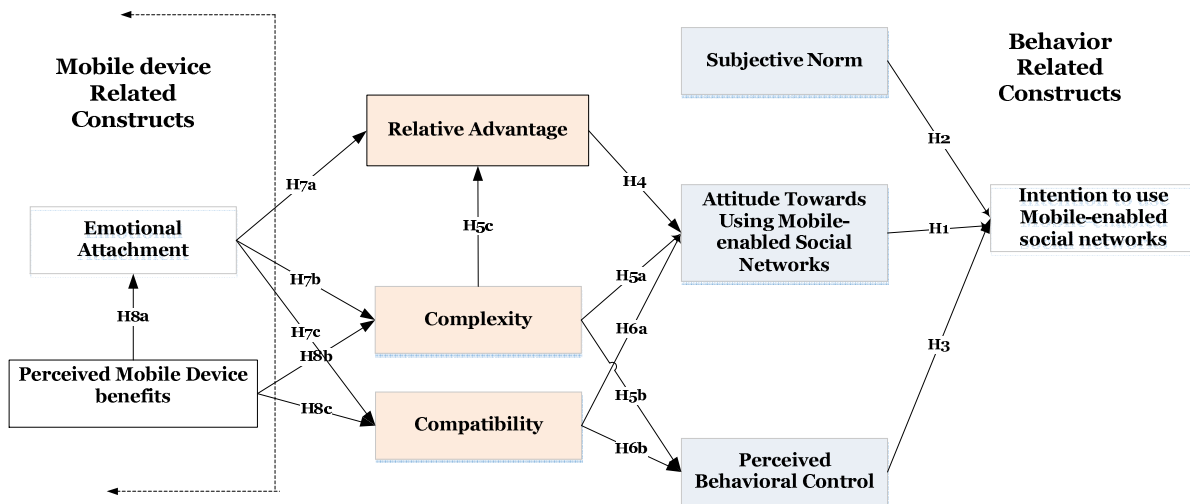 Mobile device
Related
Constructs
Behavior
Related
Constructs
Subjective Norm
Relative Advantage
H2
H7a
H4
Emotional
Attachment
H5c
Attitude Towards
Using Mobile-
enabled Social
Networks
H1
Intention to use
Mobile-enabled
social networks
H7b
H5a
H8a
Complexity
H6a
H7c
H8b
H3
Perceived Mobile Device
benefits
H8c
H5b
Compatibility
H6b
Perceived
Behavioral Control